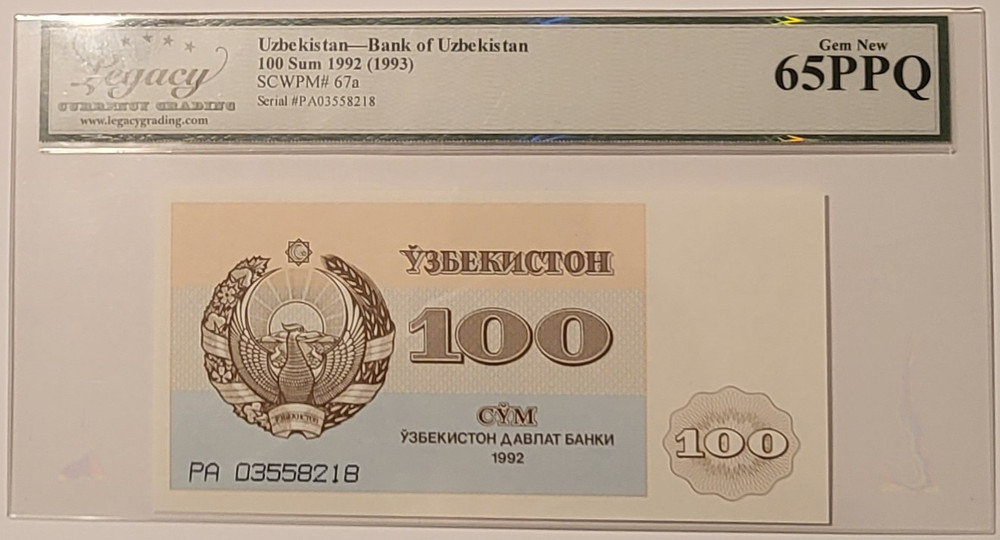 Legacy
CURRENCY GRADING
www.legacygrading.com
Uzbekistan—Bank of Uzbekistan
100 Sum 1992 (1993)
SCWPM# 67a
Serial #PA03558218
Gem New
65PPQ
ЎЗБЕКИСТОН
100
СЎМ
ЎЗБЕКИСТОН ДАВЛАТ БАНКИ
1992
ЎЗБЕКИСТОН
PA 03558218
100